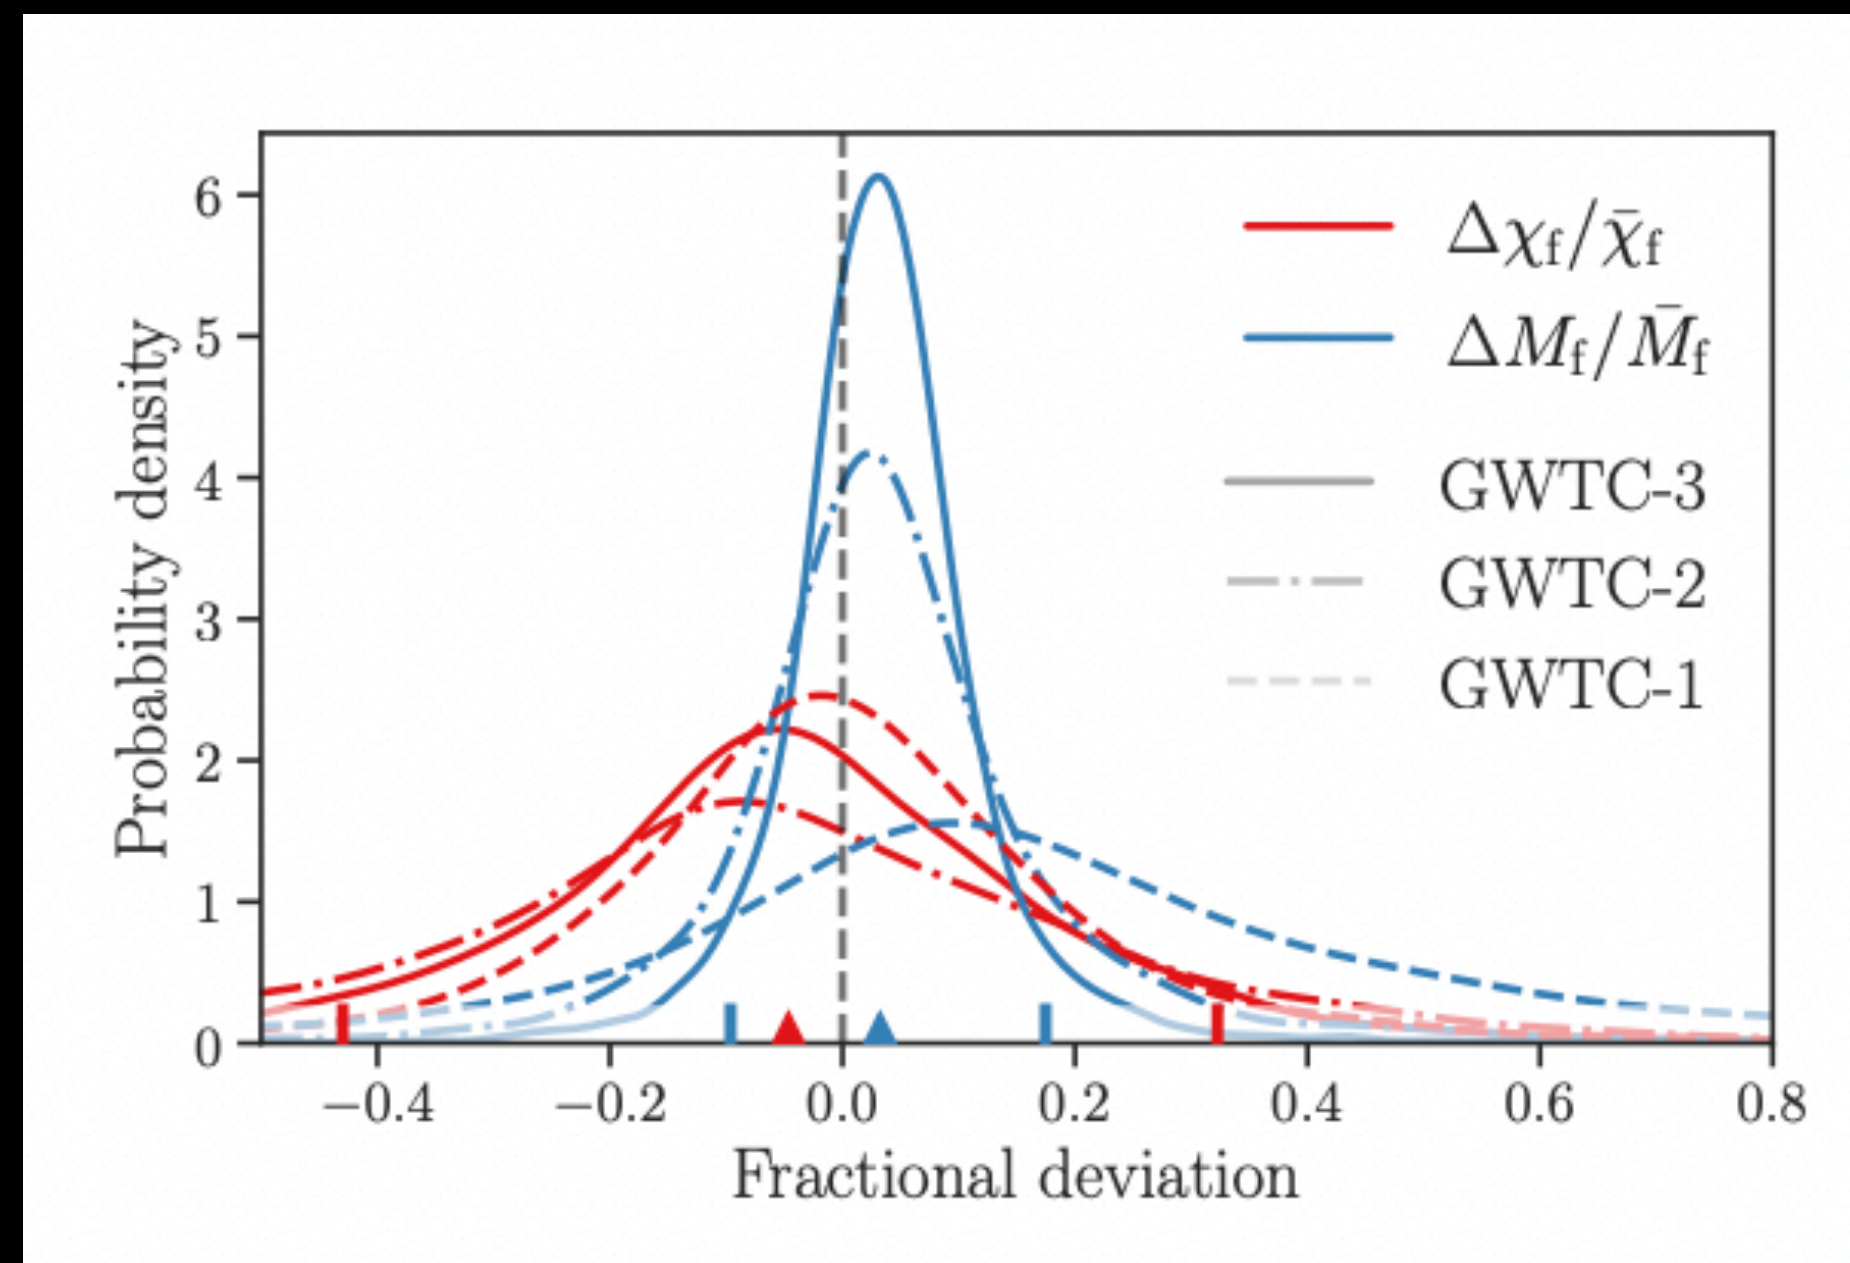 6
5
4
3
2
1
0
Probability density
Δχf/χ̄f
ΔMf/M̄f
GWTC-3
GWTC-2
GWTC-1
−0.4 −0.2 0.0 0.2 0.4 0.6 0.8
Fractional deviation